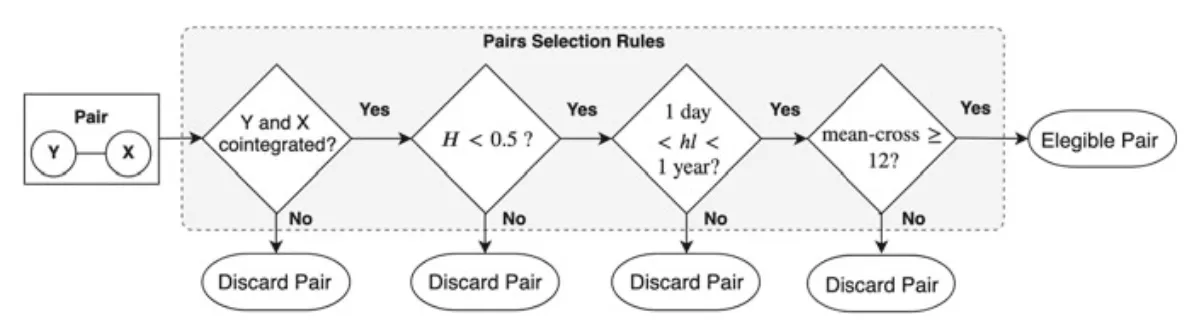 Pairs Selection Rules
Pair
Y
X
Y and X
cointegrated?
Yes
No
Discard Pair
H < 0.5 ?
Yes
No
Discard Pair
1 day
< hl <
1 year?
Yes
No
Discard Pair
mean-cross ≥
12?
Yes
No
Discard Pair
Elegible Pair